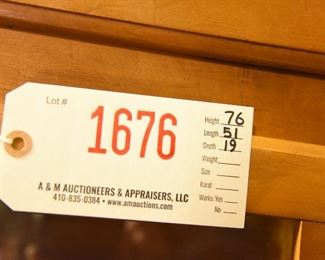 Lot #
1676
Height 76
Length 51
Depth 19
Weight
Size
Karat
Works: Yes
No
A & M AUCTIONEERS & APPRAISERS, LLC
410-835-0384 • www.amauctions.com